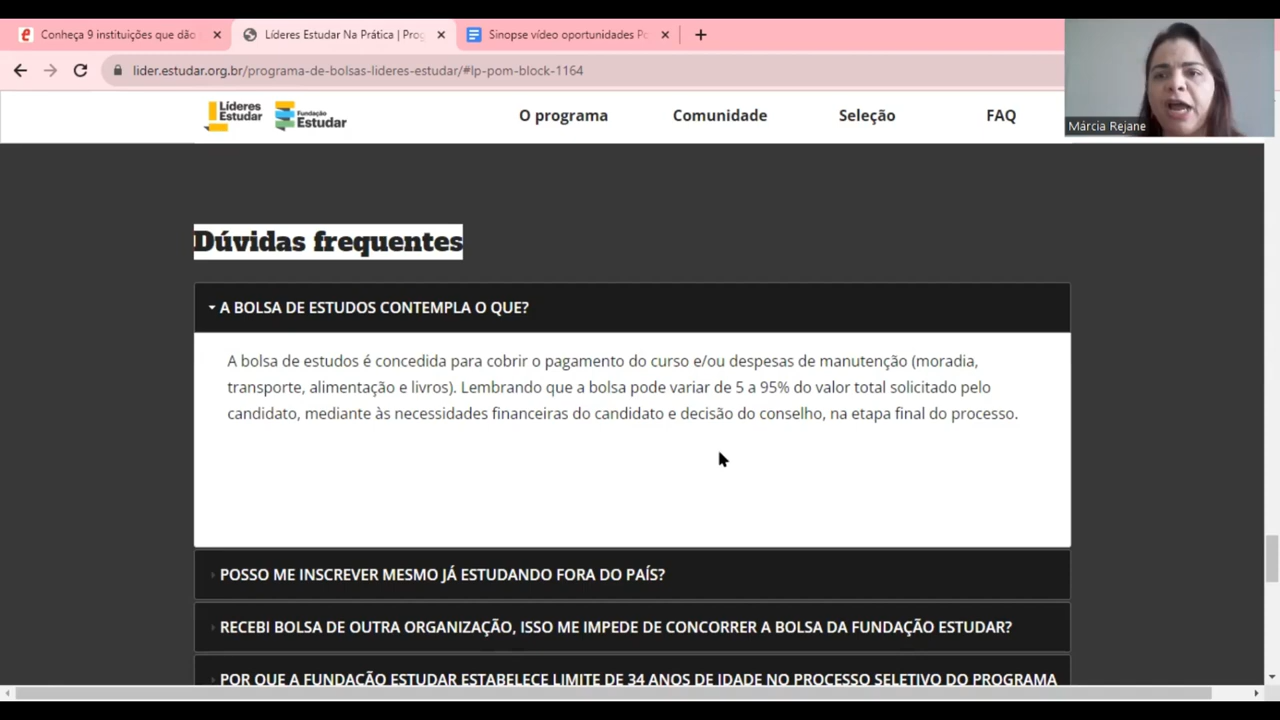 Conheça 9 instituições que dão
Líderes Estudar Na Prática | Prog
Sinopse vídeo oportunidades Po
lider.estudar.org.br/programa-de-bolsas-lideres-estudar/#lp-pom-block-1164
Líderes
Estudar
Fundação
Estudar
O programa
Comunidade
Seleção
FAQ
Márcia Rejane
Dúvidas frequentes
A BOLSA DE ESTUDOS CONTEMPLA O QUE?
A bolsa de estudos é concedida para cobrir o pagamento do curso e/ou despesas de manutenção (moradia,
transporte, alimentação e livros). Lembrando que a bolsa pode variar de 5 a 95% do valor total solicitado pelo
candidato, mediante às necessidades financeiras do candidato e decisão do conselho, na etapa final do processo.
POSSO ME INSCREVER MESMO JÁ ESTUDANDO FORA DO PAÍS?
RECEBI BOLSA DE OUTRA ORGANIZAÇÃO, ISSO ME IMPEDE DE CONCORRER A BOLSA DA FUNDAÇÃO ESTUDAR?
POR QUE A FUNDAÇÃO ESTUDAR ESTABELECE LIMITE DE 34 ANOS DE IDADE NO PROCESSO SELETIVO DO PROGRAMA